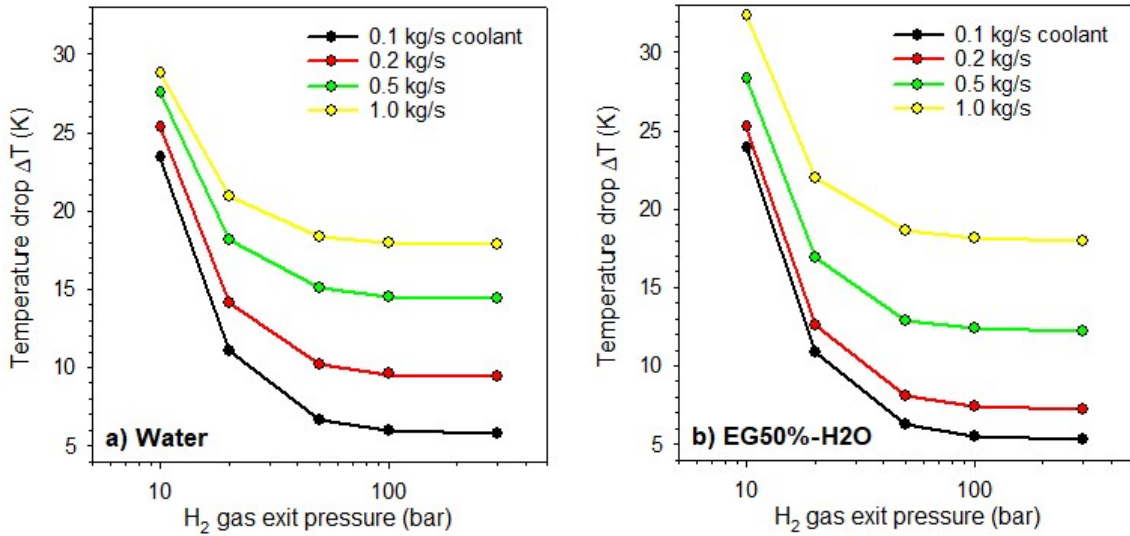 0.1 kg/s coolant
0.2 kg/s
0.5 kg/s
1.0 kg/s
30
25
20
15
10
5
Temperature drop ΔT (K)
a) Water
10
100
H₂ gas exit pressure (bar)
0.1 kg/s coolant
0.2 kg/s
0.5 kg/s
1.0 kg/s
30
25
20
15
10
5
Temperature drop ΔT (K)
b) EG50%-H2O
10
100
H₂ gas exit pressure (bar)